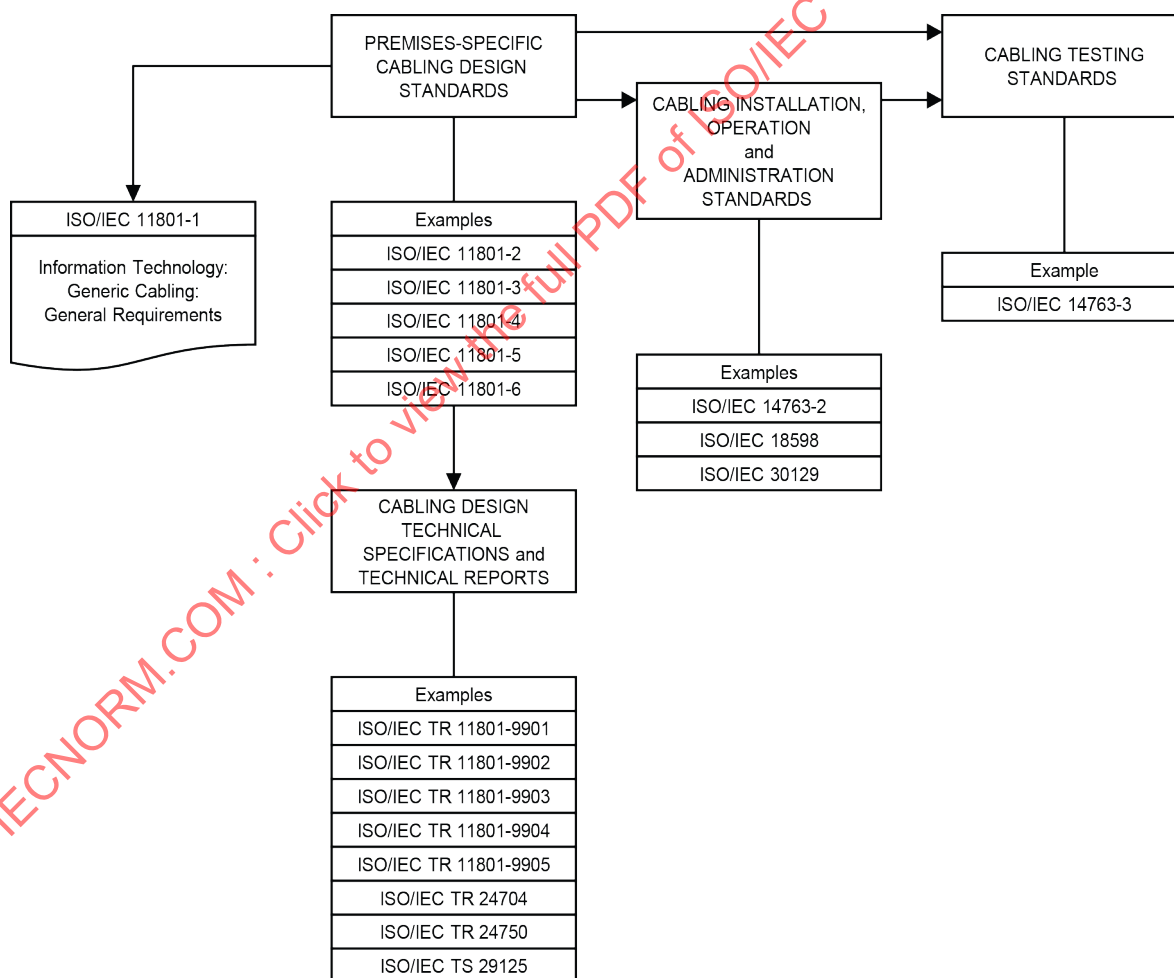 PREMISES-SPECIFIC
CABLING DESIGN
STANDARDS
CABLING TESTING
STANDARDS
CABLING INSTALLATION,
OPERATION
and
ADMINISTRATION
STANDARDS
ISO/IEC 11801-1
Information Technology:
Generic Cabling:
General Requirements
Examples
ISO/IEC 11801-2
ISO/IEC 11801-3
ISO/IEC 11801-4
ISO/IEC 11801-5
ISO/IEC 11801-6
Example
ISO/IEC 14763-3
Examples
ISO/IEC 14763-2
ISO/IEC 18598
ISO/IEC 30129
CABLING DESIGN
TECHNICAL
SPECIFICATIONS and
TECHNICAL REPORTS
Examples
ISO/IEC TR 11801-9901
ISO/IEC TR 11801-9902
ISO/IEC TR 11801-9903
ISO/IEC TR 11801-9904
ISO/IEC TR 11801-9905
ISO/IEC TR 24704
ISO/IEC TR 24750
ISO/IEC TS 29125
IECNORM.COM : Click to view the full PDF of ISO/IEC